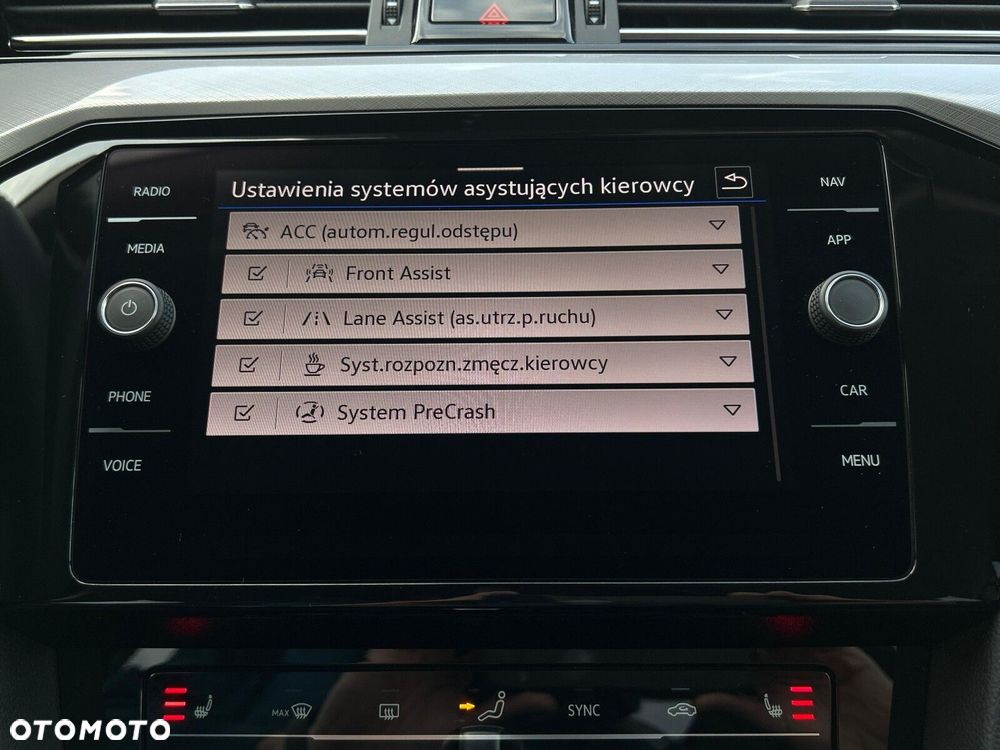 RADIO
MEDIA
PHONE
VOICE
Ustawienia systemów asystujących kierowcy
ACC (autom.regul.odstępu)
Front Assist
Lane Assist (as.utrz.p.ruchu)
Syst.rozpozn.zmęcz.kierowcy
System PreCrash
NAV
APP
CAR
MENU
MAX
SYNC
OTOMOTO